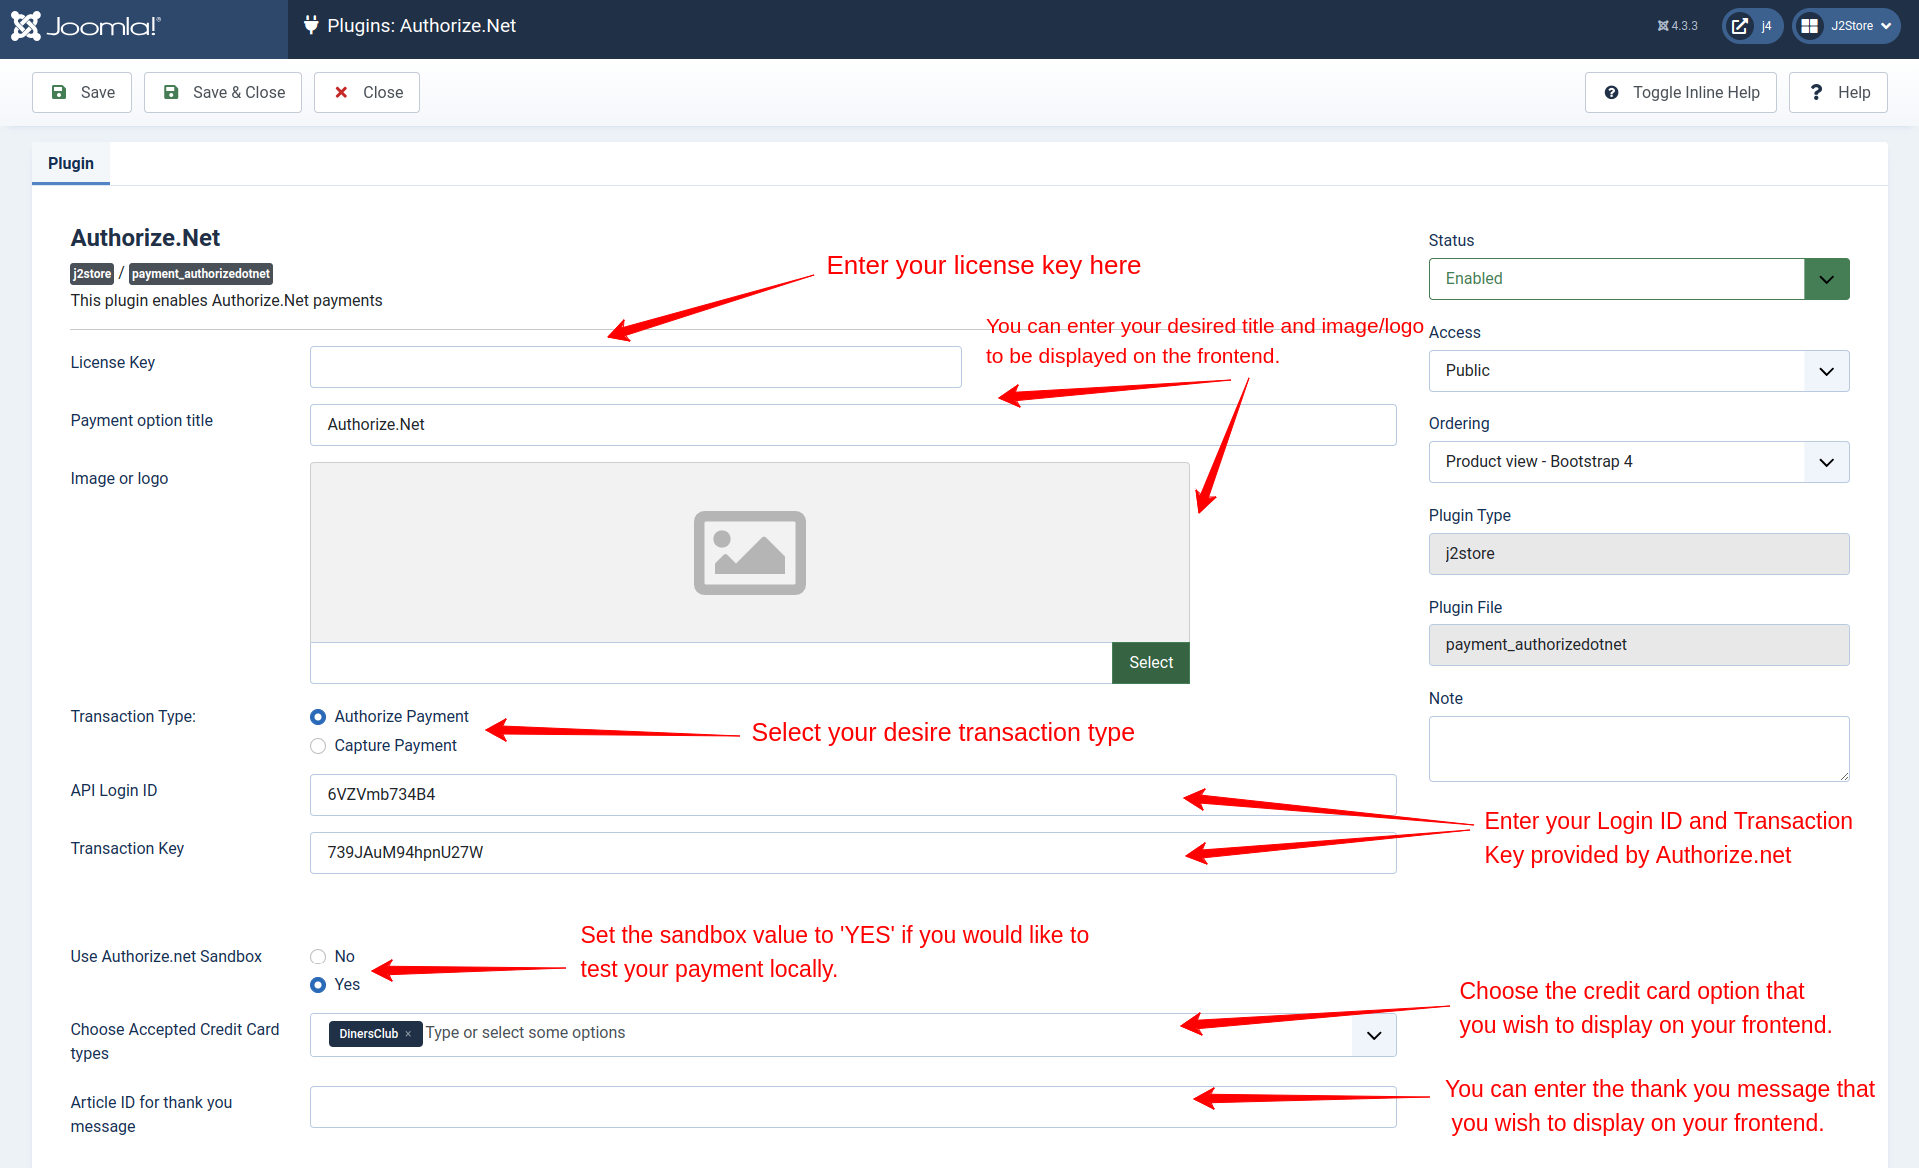 Joomla!®
Plugins: Authorize.Net
4.3.3
j4
J2Store
Save
Save & Close
Close
Toggle Inline Help
Help
Plugin
Authorize.Net
j2store / payment_authorizedotnet
This plugin enables Authorize.Net payments
Enter your license key here
You can enter your desired title and image/logo
to be displayed on the frontend.
License Key
Payment option title
Authorize.Net
Image or logo
Select
Transaction Type:
Authorize Payment
Capture Payment
Select your desire transaction type
API Login ID
6VZVmb734B4
Transaction Key
739JAuM94hpnU27W
Enter your Login ID and Transaction
Key provided by Authorize.net
Use Authorize.net Sandbox
No
Yes
Set the sandbox value to 'YES' if you would like to
test your payment locally.
Choose Accepted Credit Card
types
DinersClub ×
Type or select some options
Choose the credit card option that
you wish to display on your frontend.
Article ID for thank you
message
You can enter the thank you message that
you wish to display on your frontend.
Status
Enabled
Access
Public
Ordering
Product view - Bootstrap 4
Plugin Type
j2store
Plugin File
payment_authorizedotnet
Note